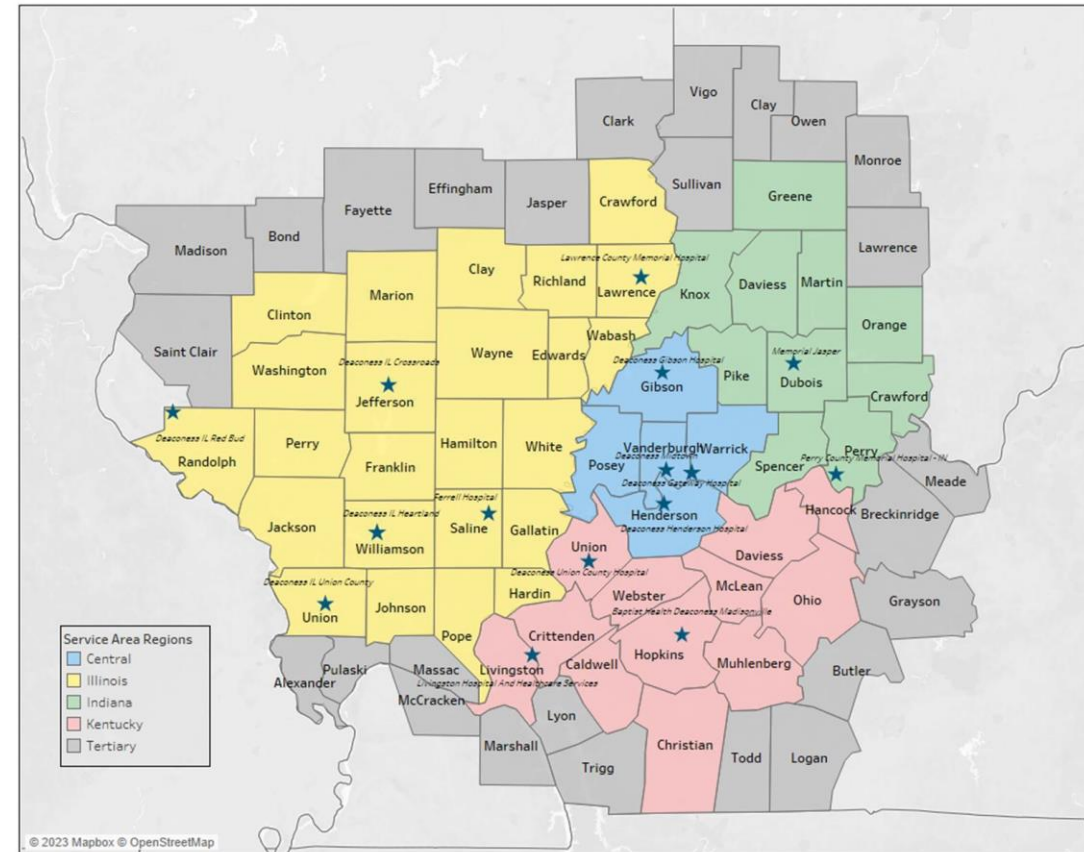 Vigo
Clay
Owen
Clark
Monroe
Sullivan
Effingham
Greene
Jasper
Crawford
Fayette
Bond
Madison
Lawrence
Lawrence County Memorial Hospital
Clay
Richland
Lawrence
Knox
Daviess
Martin
Marion
Clinton
Orange
Wabash
Saint Clair
Wayne
Edwards
Deaconess IL Crossroads
Deaconess Gibson Hospital
Memorial Jasper
Washington
Pike
Dubois
Gibson
Crawford
Jefferson
Deaconess IL Red Bud
Perry
Hamilton
White
Vanderburgh
Warrick
Perry
Deaconess Midtown
Perry County Memorial Hospital - IN
Randolph
Franklin
Posey
Spencer
Meade
Deaconess Gateway Hospital
Ferrell Hospital
Hancock
Breckinridge
Deaconess IL Heartland
Henderson
Jackson
Saline
Gallatin
Deaconess Henderson Hospital
Williamson
Union
Daviess
Deaconess Union County Hospital
Deaconess IL Union County
McLean
Hardin
Webster
Ohio
Grayson
Johnson
Baptist Health Deaconess Madisonville
Union
Service Area Regions
Central
Illinois
Indiana
Kentucky
Tertiary
Pope
Crittenden
Hopkins
Muhlenberg
Caldwell
Pulaski
Massac
Livingston
Butler
Alexander
Livingston Hospital And Healthcare Services
McCracken
Lyon
Marshall
Christian
Todd
Logan
Trigg
© 2023 Mapbox © OpenStreetMap